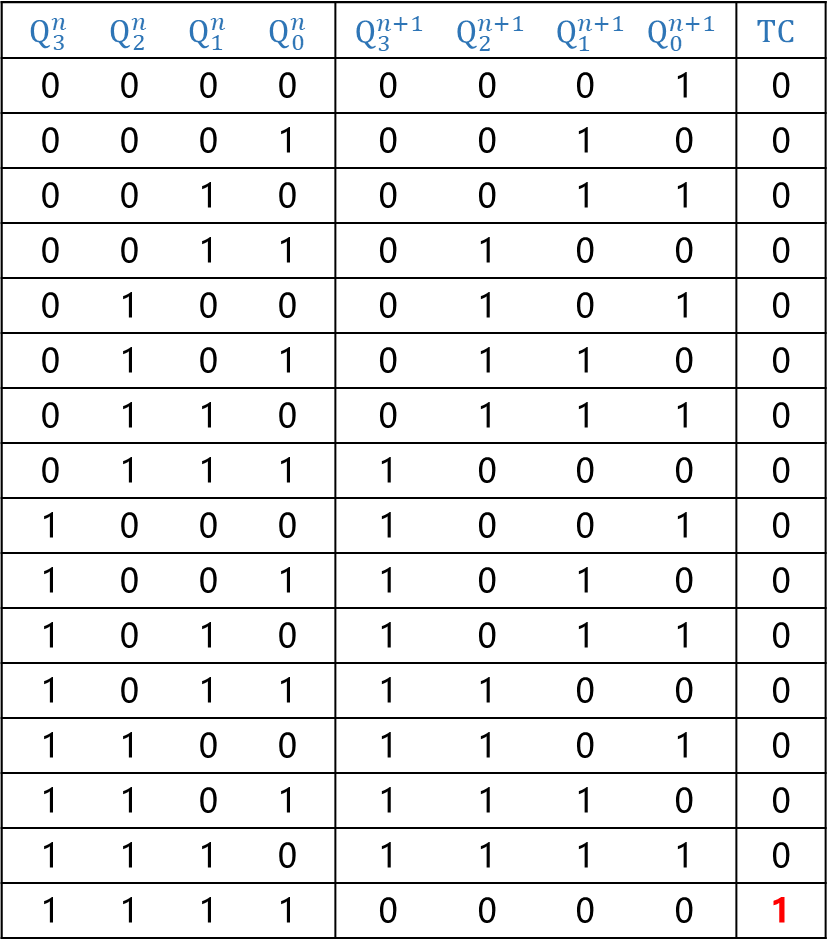 Q₃ⁿ Q₂ⁿ Q₁ⁿ Q₀ⁿ Q₃ⁿ⁺¹ Q₂ⁿ⁺¹ Q₁ⁿ⁺¹ Q₀ⁿ⁺¹ TC
0 0 0 0 0 0 0 1 0
0 0 0 1 0 0 1 0 0
0 0 1 0 0 0 1 1 0
0 0 1 1 0 1 0 0 0
0 1 0 0 0 1 0 1 0
0 1 0 1 0 1 1 0 0
0 1 1 0 0 1 1 1 0
0 1 1 1 1 0 0 0 0
1 0 0 0 1 0 0 1 0
1 0 0 1 1 0 1 0 0
1 0 1 0 1 0 1 1 0
1 0 1 1 1 1 0 0 0
1 1 0 0 1 1 0 1 0
1 1 0 1 1 1 1 0 0
1 1 1 0 1 1 1 1 0
1 1 1 1 0 0 0 0 1